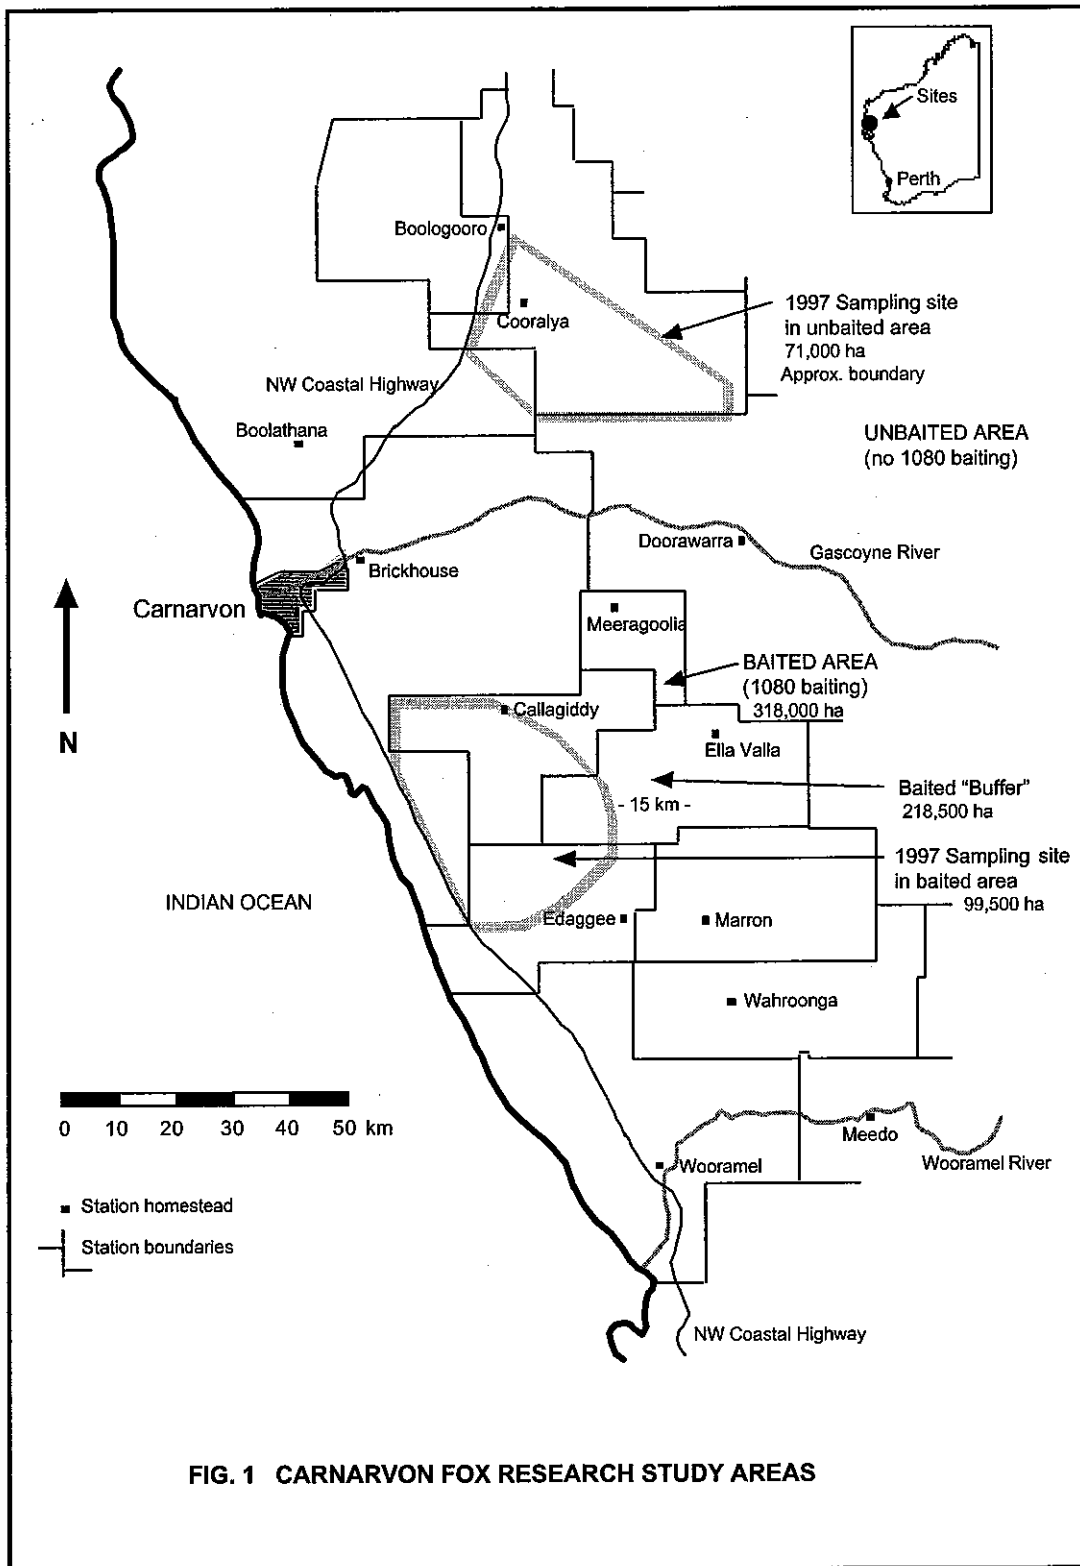 Sites
Perth
Boologooro
Cooralya
1997 Sampling site
in unbaited area
71,000 ha
Approx. boundary
NW Coastal Highway
Boolathana
UNBAITED AREA
(no 1080 baiting)
Doorawarra
Gascoyne River
Brickhouse
Carnarvon
Meeragoolia
BAITED AREA
(1080 baiting)
318,000 ha
N
Callagiddy
Ella Valla
Baited “Buffer”
218,500 ha
- 15 km -
1997 Sampling site
in baited area
99,500 ha
INDIAN OCEAN
Edaggee
Marron
Wahroonga
0 10 20 30 40 50 km
Meedo
Wooramel
Wooramel River
Station homestead
Station boundaries
NW Coastal Highway
FIG. 1 CARNARVON FOX RESEARCH STUDY AREAS